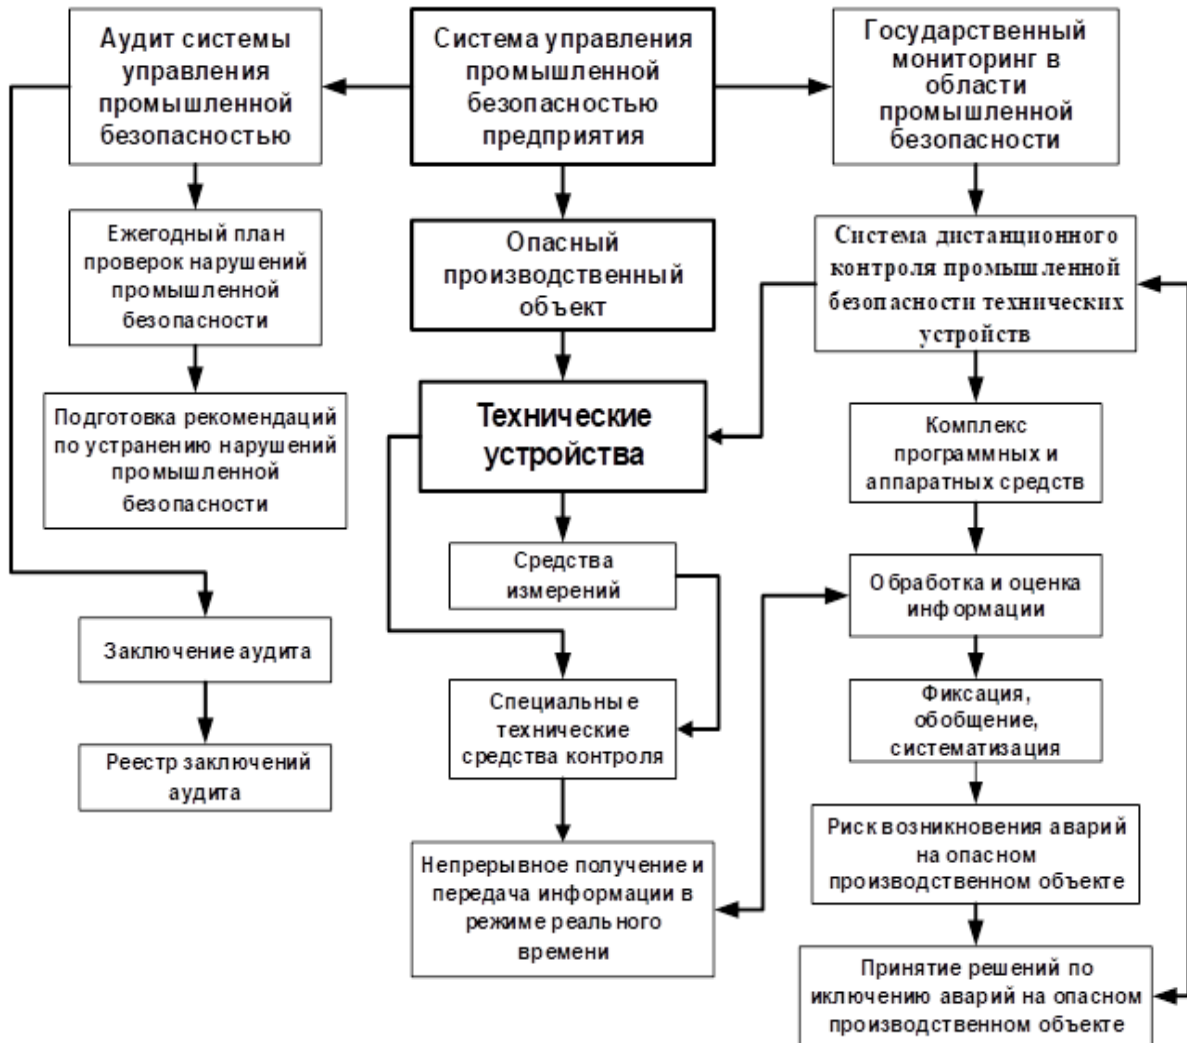 Аудит системы
управления
промышленной
безопасностью
Система управления
промышленной
безопасностью
предприятия
Государственный
мониторинг в
области
промышленной
безопасности
Ежегодный план
проверок нарушений
промышленной
безопасности
Опасный
производственный
объект
Система дистанционного
контроля промышленной
безопасности технических
устройств
Подготовка рекомендаций
по устранению нарушений
промышленной
безопасности
Технические
устройства
Комплекс
программных и
аппаратных средств
Средства
измерений
Обработка и оценка
информации
Заключение аудита
Специальные
технические
средства контроля
Фиксация,
обобщение,
систематизация
Реестр заключений
аудита
Непрерывное получение и
передача информации в
режиме реального
времени
Риск возникновения аварий
на опасном
производственном объекте
Принятие решений по
иключению аварий на опасном
производственном объекте